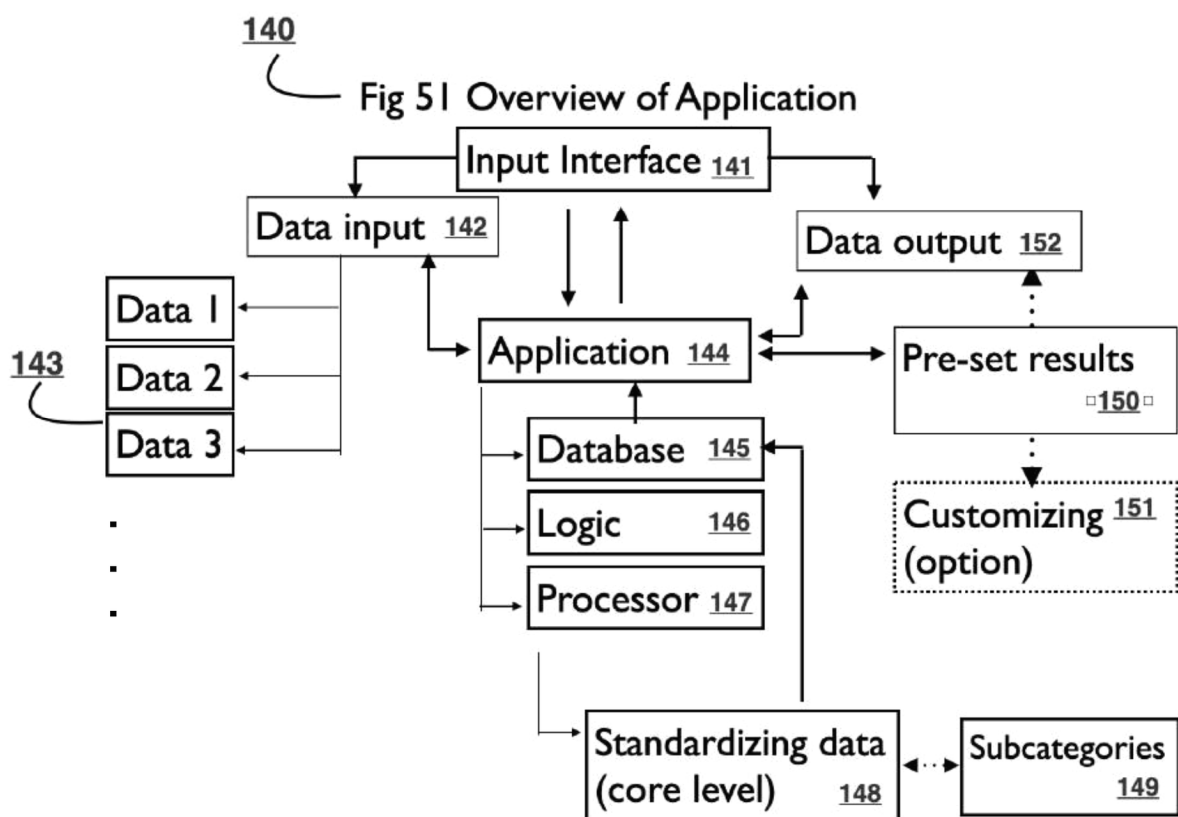 140
Fig 51 Overview of Application
Input Interface 141
Data input 142
Data output 152
Data 1
Data 2
Data 3
143
Application 144
Pre-set results
150
Database 145
Logic 146
Processor 147
Customizing 151
(option)
Standardizing data
(core level) 148
Subcategories
149